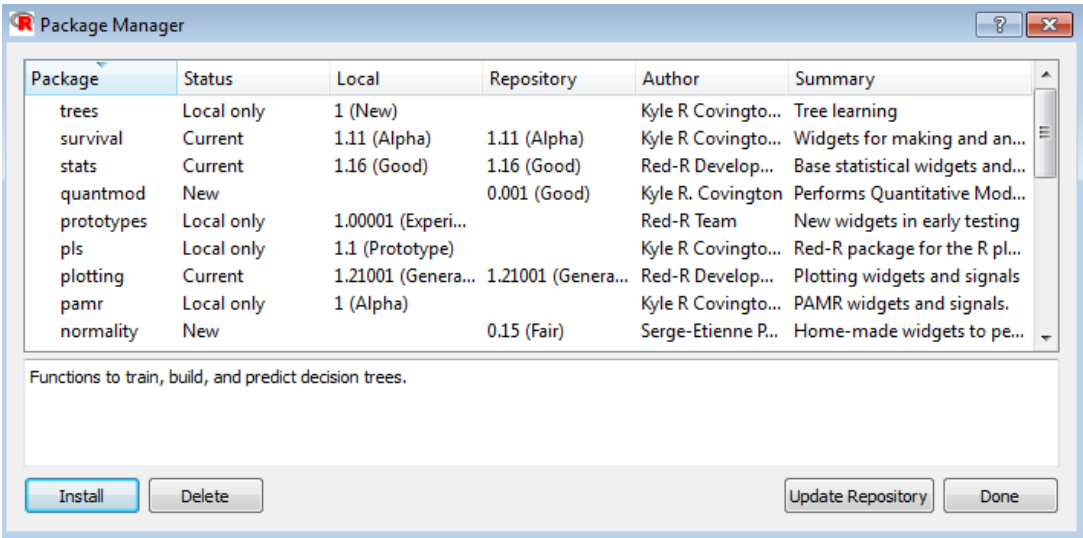 Package Manager
Package Status Local Repository Author Summary
trees Local only 1 (New) Kyle R Covingto... Tree learning
survival Current 1.11 (Alpha) 1.11 (Alpha) Kyle R Covingto... Widgets for making and an...
stats Current 1.16 (Good) 1.16 (Good) Red-R Develop... Base statistical widgets and...
quantmod New 0.001 (Good) Kyle R. Covington Performs Quantitative Mod...
prototypes Local only 1.00001 (Experi... Red-R Team New widgets in early testing
pls Local only 1.1 (Prototype) Kyle R Covingto... Red-R package for the R pl...
plotting Current 1.21001 (Genera... 1.21001 (Genera... Red-R Develop... Plotting widgets and signals
pamr Local only 1 (Alpha) Kyle R Covingto... PAMR widgets and signals.
normality New 0.15 (Fair) Serge-Etienne P... Home-made widgets to pe...
Functions to train, build, and predict decision trees.
Install Delete Update Repository Done